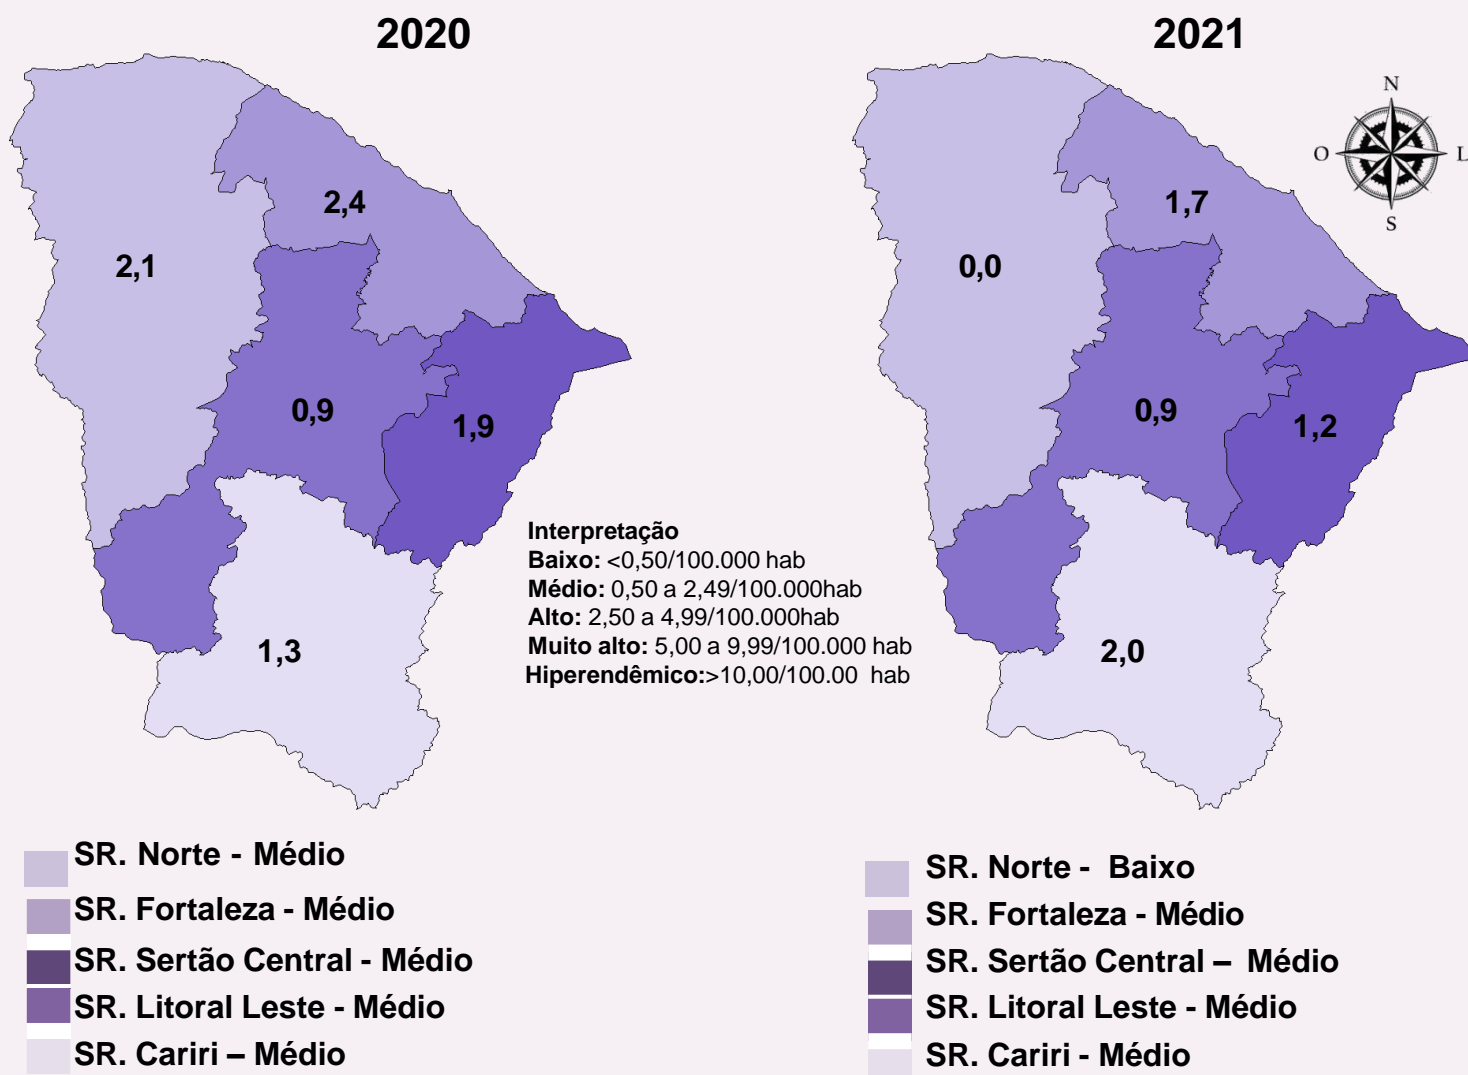 2020
2,4
2,1
0,9
1,9
1,3
2021
N
O
L
S
1,7
0,0
0,9
1,2
2,0
Interpretação
Baixo: <0,50/100.000 hab
Médio: 0,50 a 2,49/100.000hab
Alto: 2,50 a 4,99/100.000hab
Muito alto: 5,00 a 9,99/100.000 hab
Hiperendêmico:>10,00/100.00 hab
SR. Norte - Médio
SR. Fortaleza - Médio
SR. Sertão Central - Médio
SR. Litoral Leste - Médio
SR. Cariri – Médio
SR. Norte - Baixo
SR. Fortaleza - Médio
SR. Sertão Central – Médio
SR. Litoral Leste - Médio
SR. Cariri - Médio